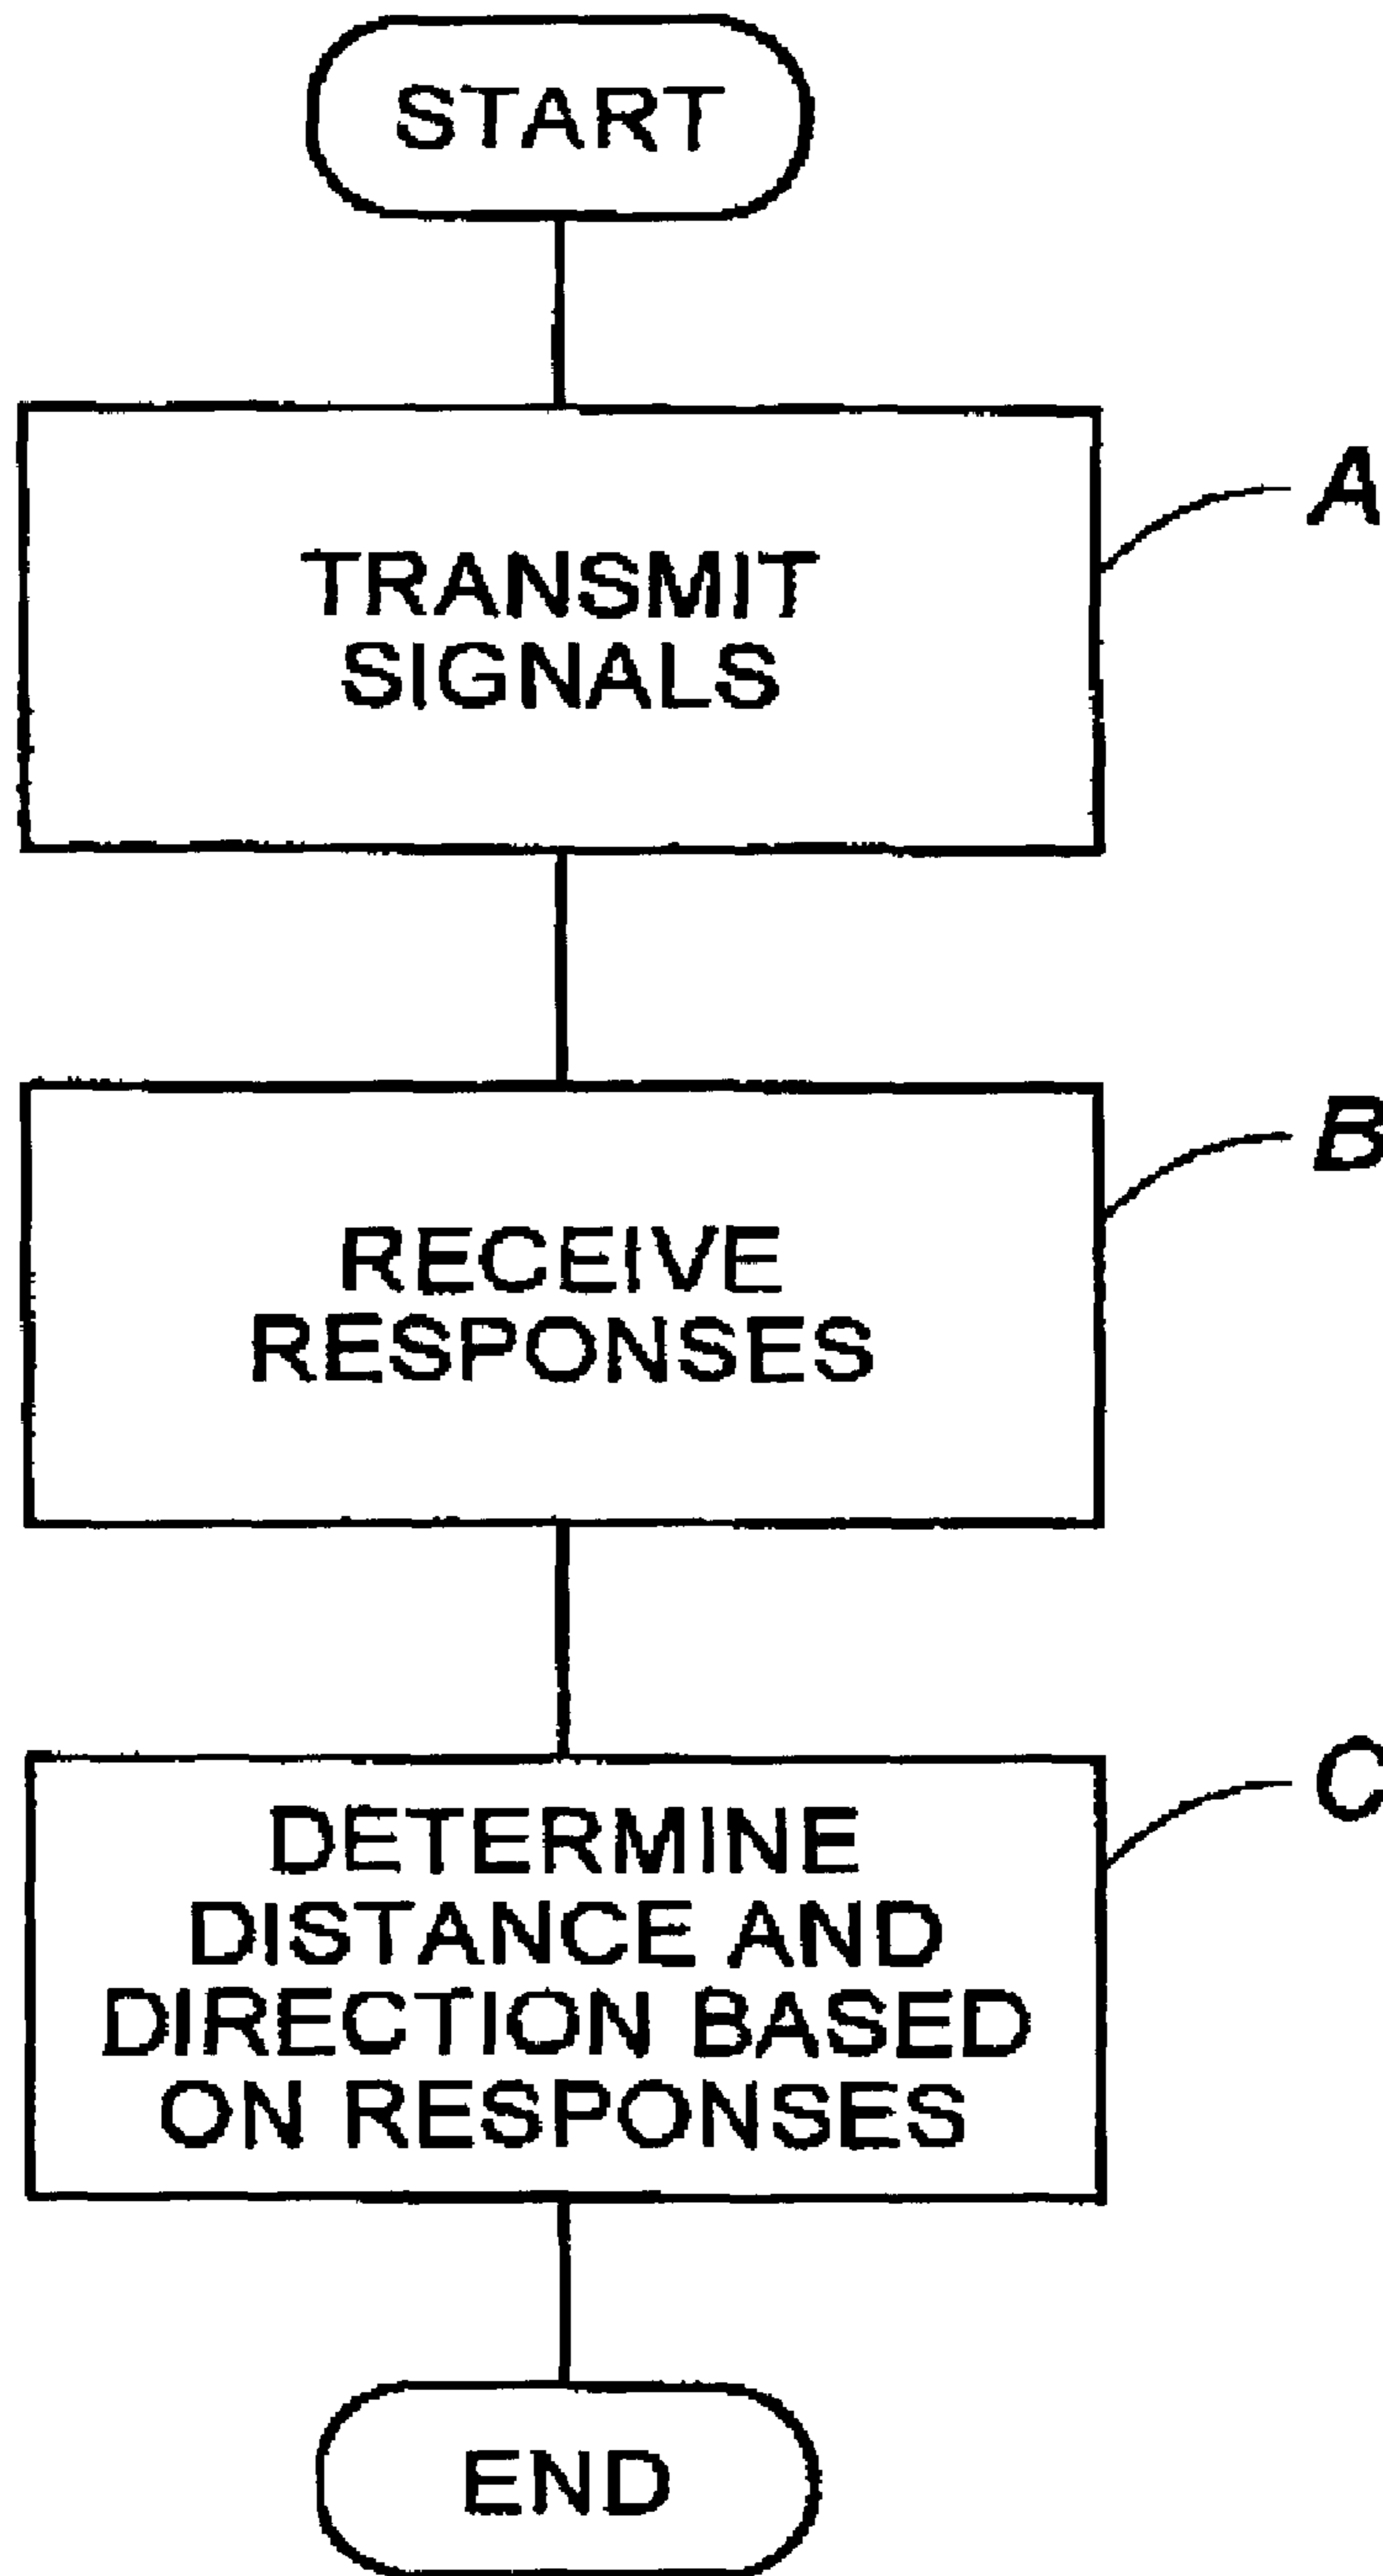 START
A
TRANSMIT
SIGNALS
B
RECEIVE
RESPONSES
C
DETERMINE
DISTANCE AND
DIRECTION BASED
ON RESPONSES
END